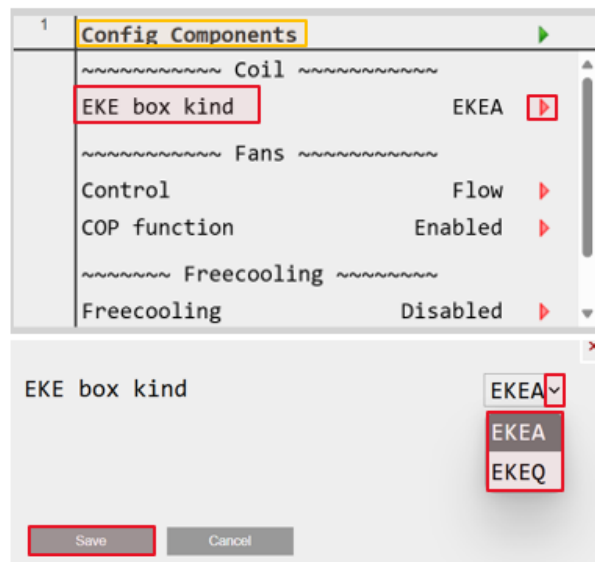 1
Config Components
~~~~~~~~~~~ Coil ~~~~~~~~~~~
EKE box kind EKEA
~~~~~~~~~~~ Fans ~~~~~~~~~~~
Control Flow
COP function Enabled
~~~~~~~ Freecooling ~~~~~~~~
Freecooling Disabled
EKE box kind EKEA
EKEA
EKEQ
Save Cancel